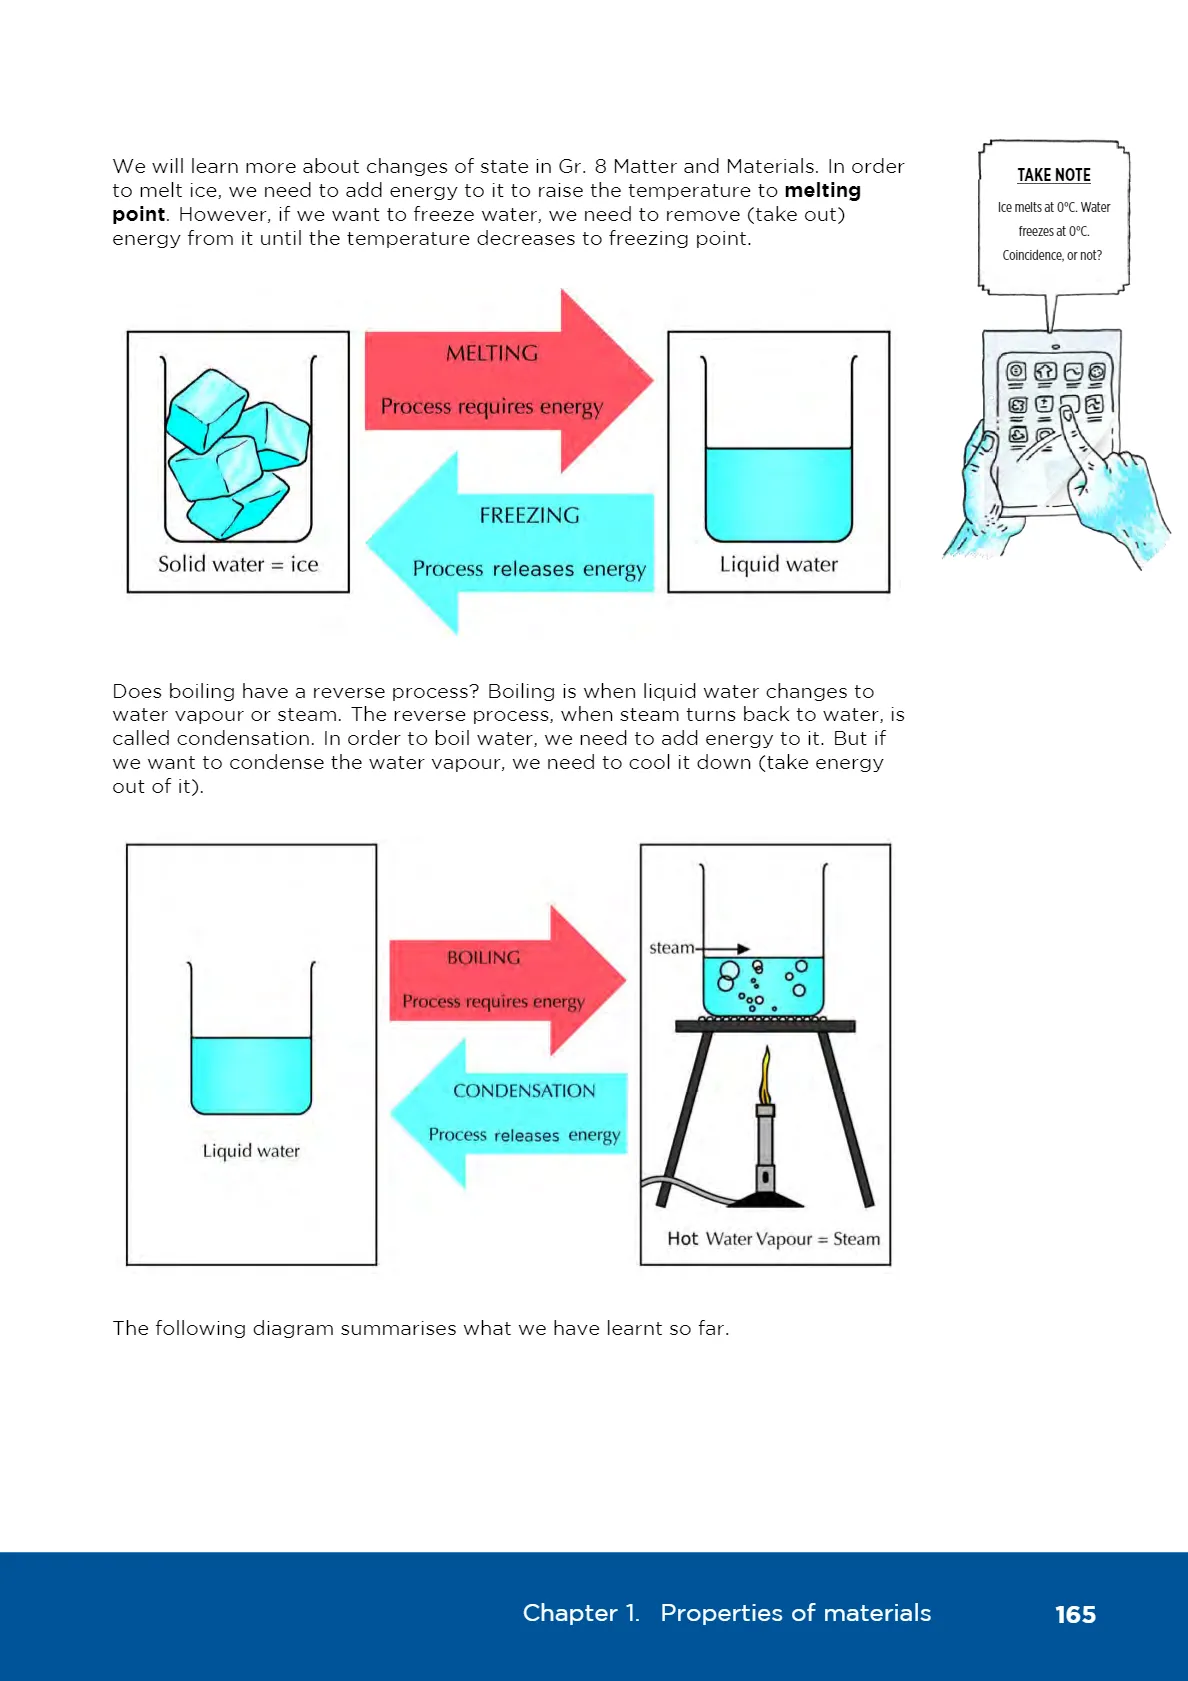 We will learn more about changes of state in Gr. 8 Matter and Materials. In order
to melt ice, we need to add energy to it to raise the temperature to melting
point. However, if we want to freeze water, we need to remove (take out)
energy from it until the temperature decreases to freezing point.
TAKE NOTE
Ice melts at 0°C. Water
freezes at 0°C.
Coincidence, or not?
MELTING
Process requires energy
FREEZING
Process releases energy
Solid water = ice
Liquid water
Does boiling have a reverse process? Boiling is when liquid water changes to
water vapour or steam. The reverse process, when steam turns back to water, is
called condensation. In order to boil water, we need to add energy to it. But if
we want to condense the water vapour, we need to cool it down (take energy
out of it).
steam
BOILING
Process requires energy
CONDENSATION
Process releases energy
Liquid water
Hot Water Vapour = Steam
The following diagram summarises what we have learnt so far.
Chapter 1. Properties of materials
165